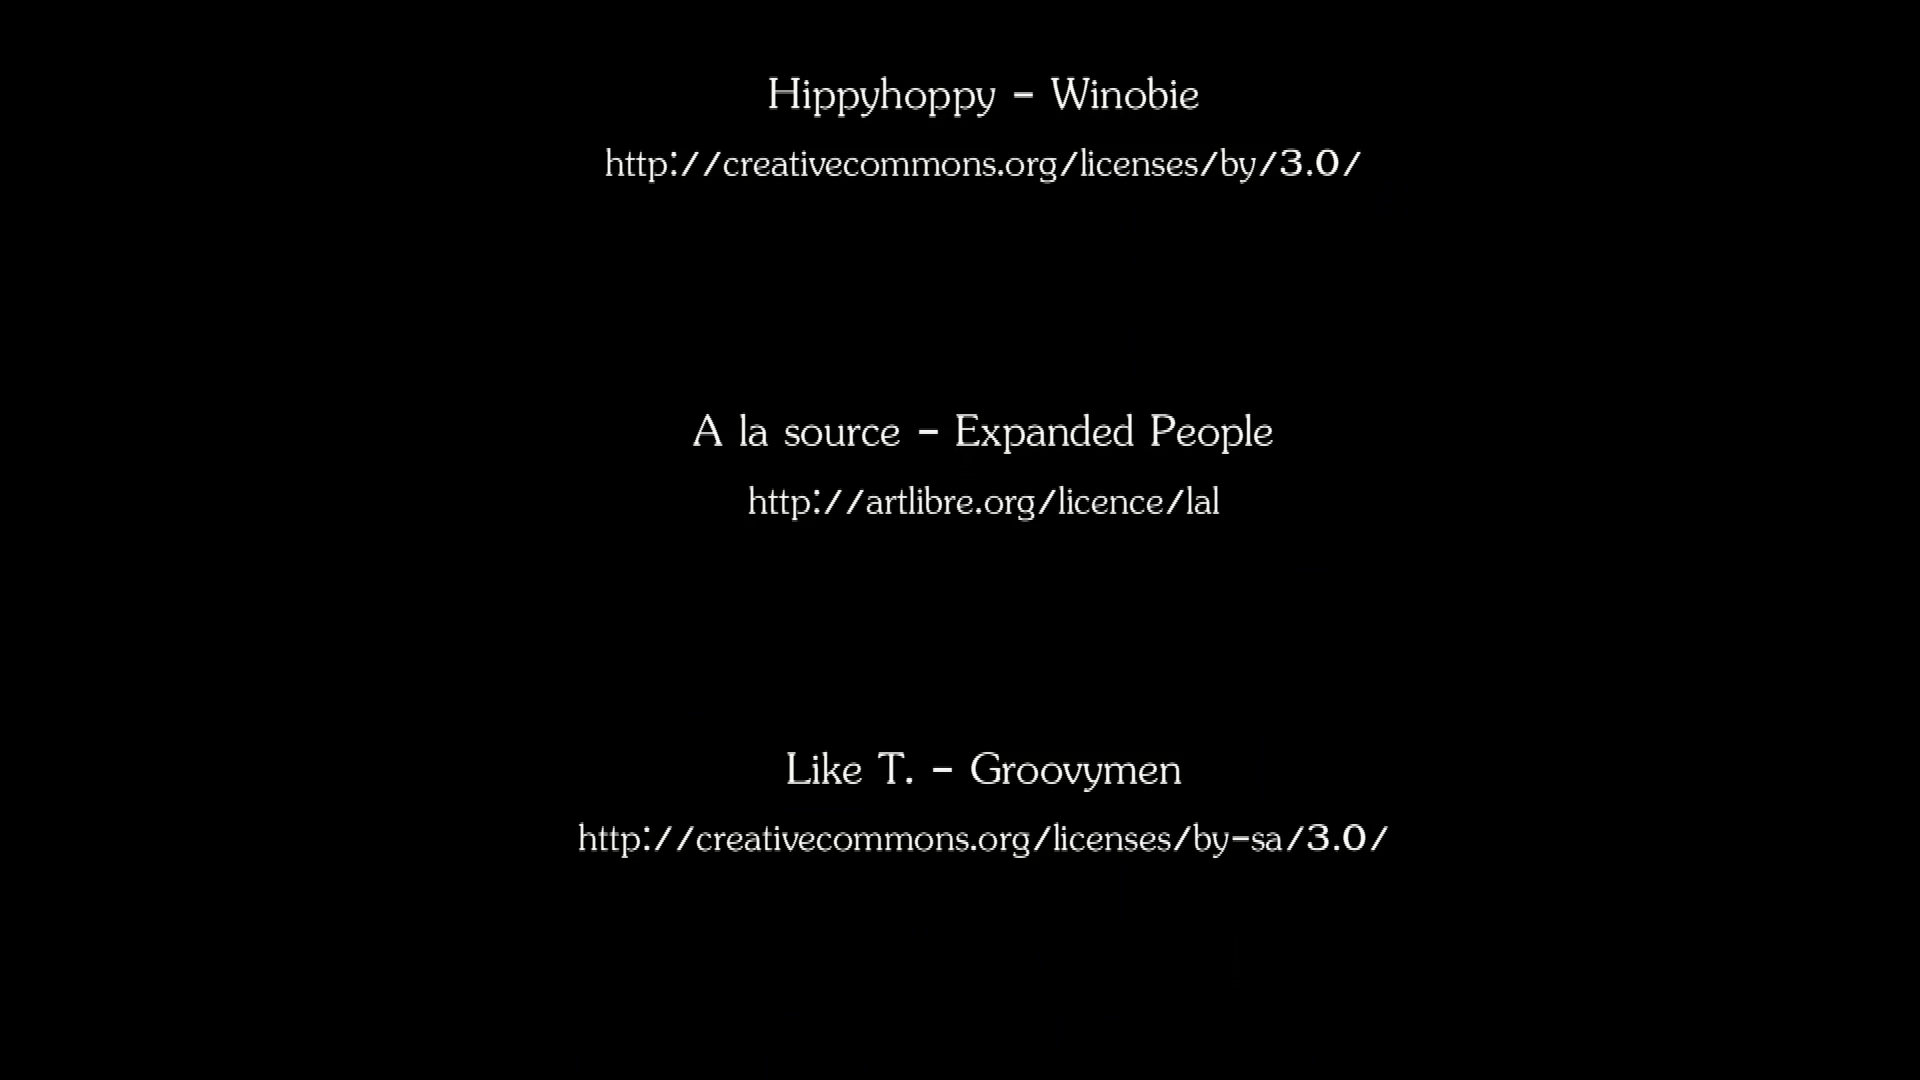 Hippyhoppy - Winobie
http://creativecommons.org/licenses/by/3.0/
A la source - Expanded People
http://artlibre.org/licence/lal
Like T. - Groovymen
http://creativecommons.org/licenses/by-sa/3.0/